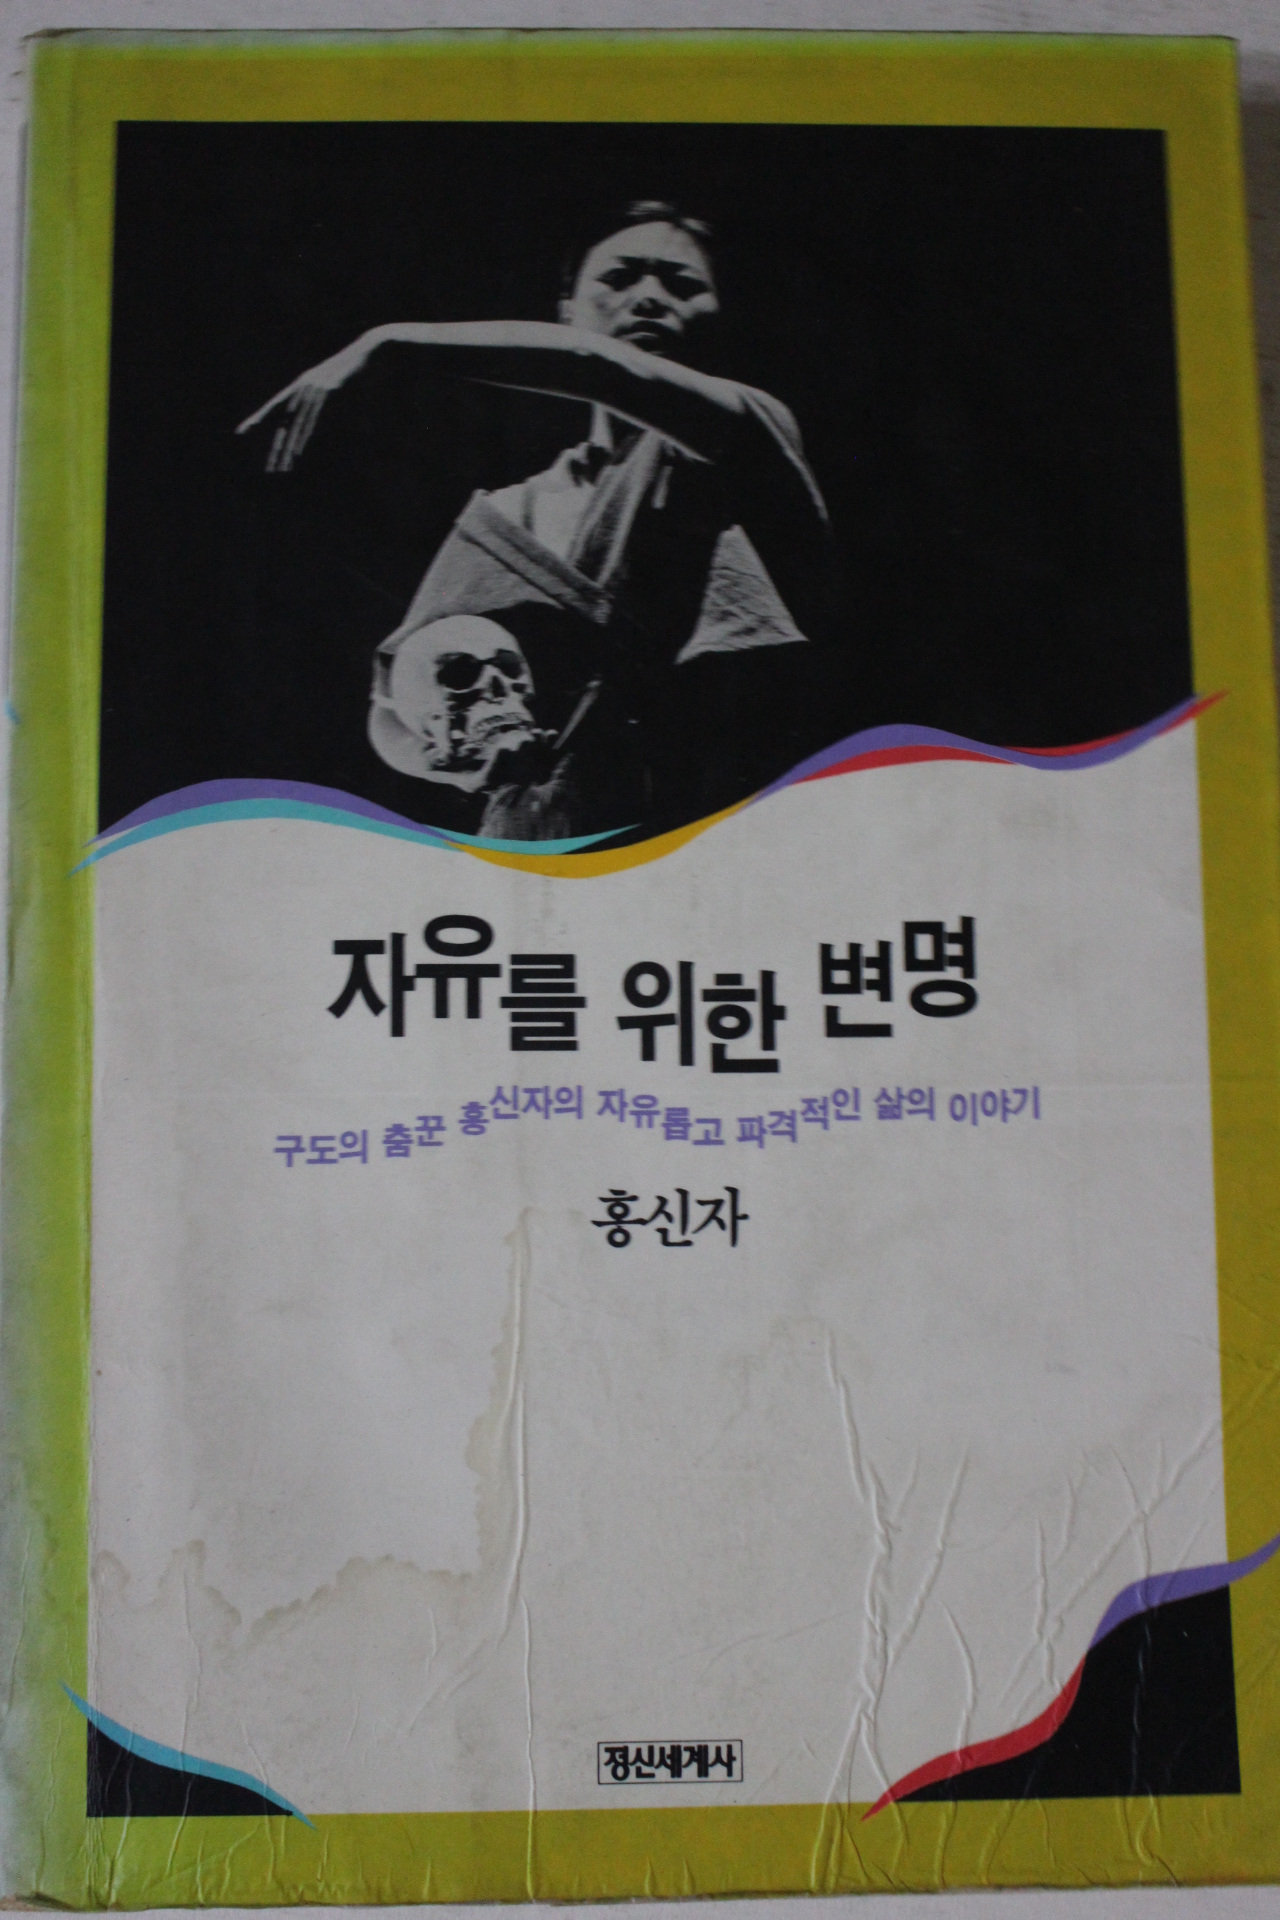 자유를 위한 변명
구도의 춤꾼 홍신자의 자유롭고 파격적인 삶의 이야기
홍신자
정신세계사